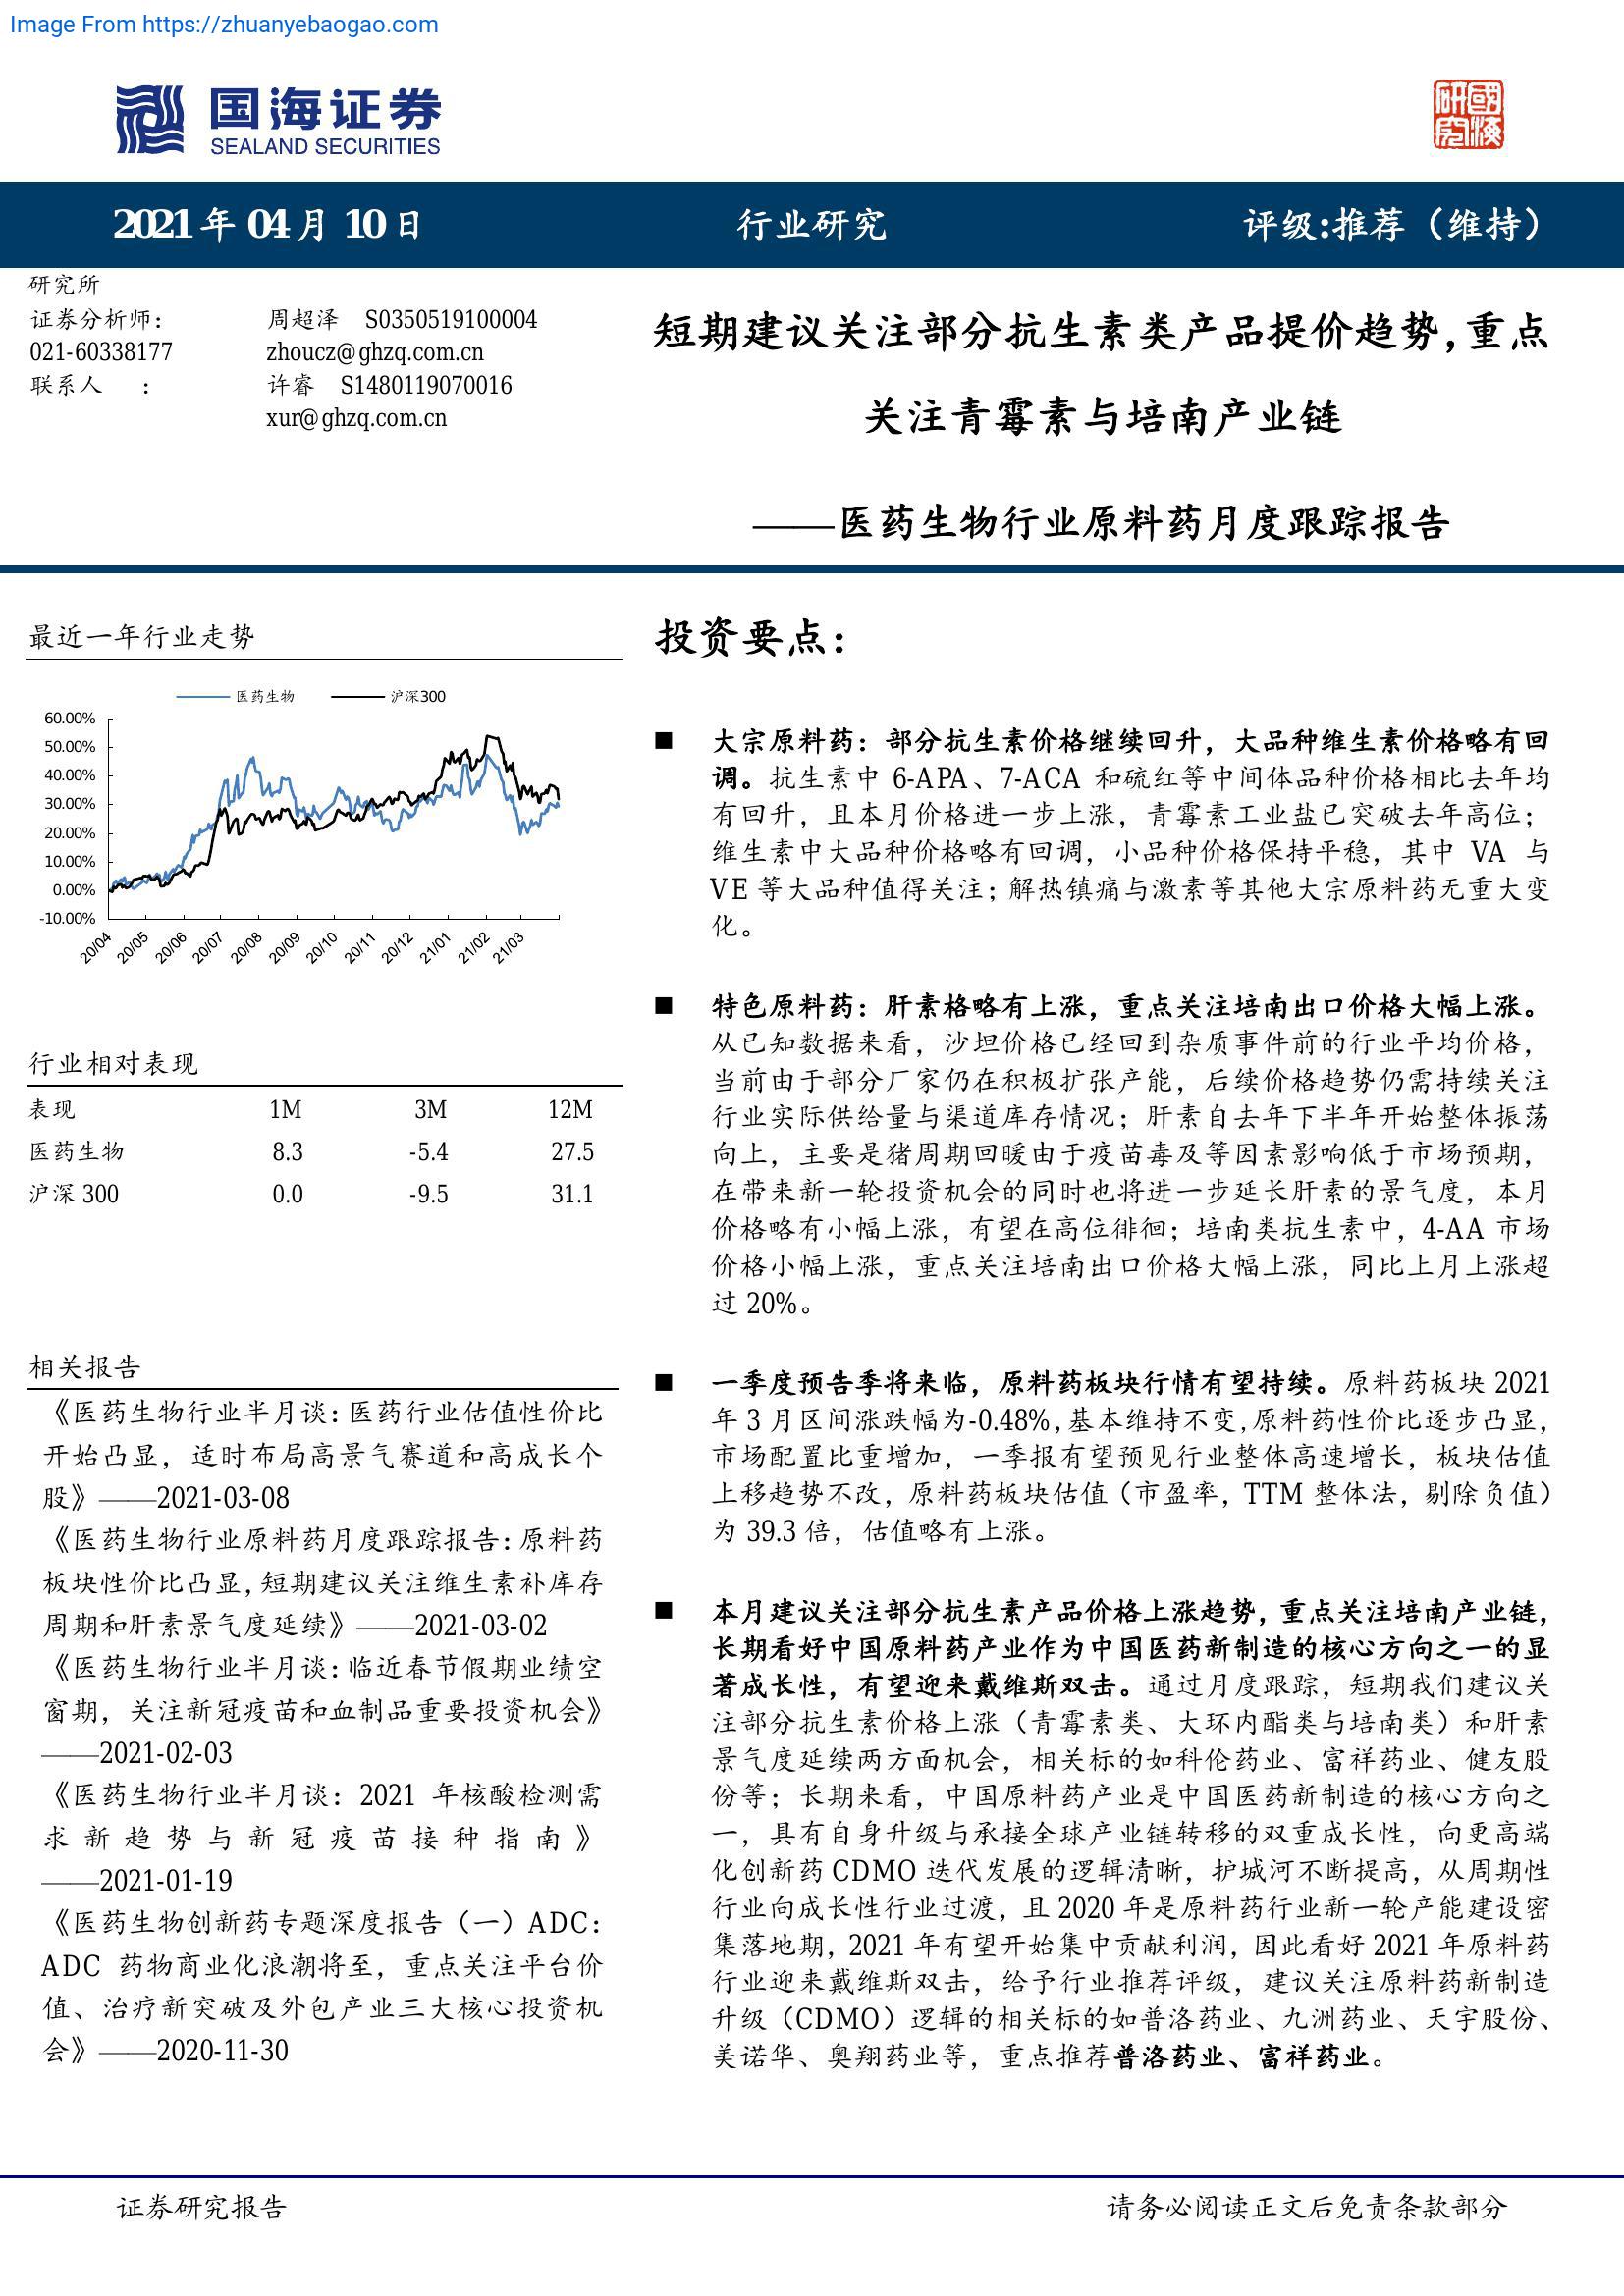 Image From https://zhuanyebaogao.com
国海证券
SEALAND SECURITIES
國海
研究
2021 年 04 月 10 日
行业研究
评级:推荐（维持）
研究所
证券分析师：
周超泽 S0350519100004
021-60338177
zhoucz@ghzq.com.cn
联系人 ：
许睿 S1480119070016
xur@ghzq.com.cn
短期建议关注部分抗生素类产品提价趋势，重点
关注青霉素与培南产业链
——医药生物行业原料药月度跟踪报告
最近一年行业走势
医药生物
沪深300
60.00%
50.00%
40.00%
30.00%
20.00%
10.00%
0.00%
-10.00%
20/04
20/05
20/06
20/07
20/08
20/09
20/10
20/11
20/12
21/01
21/02
21/03
行业相对表现
表现 1M 3M 12M
医药生物 8.3 -5.4 27.5
沪深 300 0.0 -9.5 31.1
相关报告
《医药生物行业半月谈：医药行业估值性价比
开始凸显，适时布局高景气赛道和高成长个
股》——2021-03-08
《医药生物行业原料药月度跟踪报告：原料药
板块性价比凸显，短期建议关注维生素补库存
周期和肝素景气度延续》——2021-03-02
《医药生物行业半月谈：临近春节假期业绩空
窗期，关注新冠疫苗和血制品重要投资机会》
——2021-02-03
《医药生物行业半月谈：2021 年核酸检测需
求新趋势与新冠疫苗接种指南》
——2021-01-19
《医药生物创新药专题深度报告（一）ADC：
ADC 药物商业化浪潮将至，重点关注平台价
值、治疗新突破及外包产业三大核心投资机
会》——2020-11-30
投资要点：
■ 大宗原料药：部分抗生素价格继续回升，大品种维生素价格略有回
调。抗生素中 6-APA、7-ACA 和硫红等中间体品种价格相比去年均
有回升，且本月价格进一步上涨，青霉素工业盐已突破去年高位；
维生素中大品种价格略有回调，小品种价格保持平稳，其中 VA 与
VE 等大品种值得关注；解热镇痛与激素等其他大宗原料药无重大变
化。
■ 特色原料药：肝素格略有上涨，重点关注培南出口价格大幅上涨。
从已知数据来看，沙坦价格已经回到杂质事件前的行业平均价格，
当前由于部分厂家仍在积极扩张产能，后续价格趋势仍需持续关注
行业实际供给量与渠道库存情况；肝素自去年下半年开始整体振荡
向上，主要是猪周期回暖由于疫苗毒及等因素影响低于市场预期，
在带来新一轮投资机会的同时也将进一步延长肝素的景气度，本月
价格略有小幅上涨，有望在高位徘徊；培南类抗生素中，4-AA 市场
价格小幅上涨，重点关注培南出口价格大幅上涨，同比上月上涨超
过 20%。
■ 一季度预告季将来临，原料药板块行情有望持续。原料药板块 2021
年 3 月区间涨跌幅为-0.48%，基本维持不变，原料药性价比逐步凸显，
市场配置比重增加，一季报有望预见行业整体高速增长，板块估值
上移趋势不改，原料药板块估值（市盈率，TTM 整体法，剔除负值）
为 39.3 倍，估值略有上涨。
■ 本月建议关注部分抗生素产品价格上涨趋势，重点关注培南产业链，
长期看好中国原料药产业作为中国医药新制造的核心方向之一的显
著成长性，有望迎来戴维斯双击。通过月度跟踪，短期我们建议关
注部分抗生素价格上涨（青霉素类、大环内酯类与培南类）和肝素
景气度延续两方面机会，相关标的如科伦药业、富祥药业、健友股
份等；长期来看，中国原料药产业是中国医药新制造的核心方向之
一，具有自身升级与承接全球产业链转移的双重成长性，向更高端
化创新药 CDMO 迭代发展的逻辑清晰，护城河不断提高，从周期性
行业向成长性行业过渡，且 2020 年是原料药行业新一轮产能建设密
集落地期，2021 年有望开始集中贡献利润，因此看好 2021 年原料药
行业迎来戴维斯双击，给予行业推荐评级，建议关注原料药新制造
升级（CDMO）逻辑的相关标的如普洛药业、九洲药业、天宇股份、
美诺华、奥翔药业等，重点推荐普洛药业、富祥药业。
证券研究报告
请务必阅读正文后免责条款部分